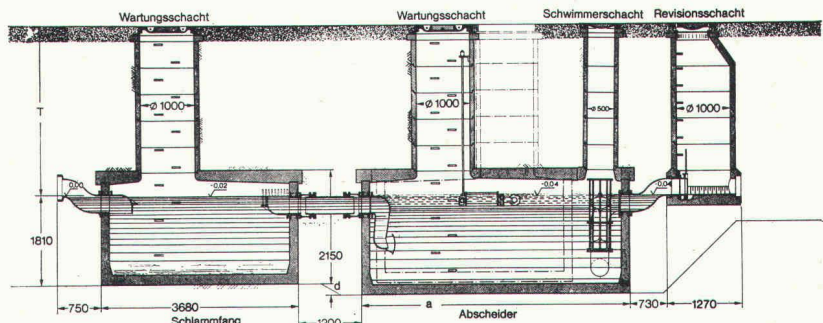 Wartungsschacht
Wartungsschacht
Schwimmerschacht
Revisionsschacht
T
Ø 1000
Ø 1000
Ø 500
Ø 1000
0.00
-0.02
-0.04
-0.04
1810
2150
d
750
3680
a
730
1270
Schlammfang
1200
Abscheider